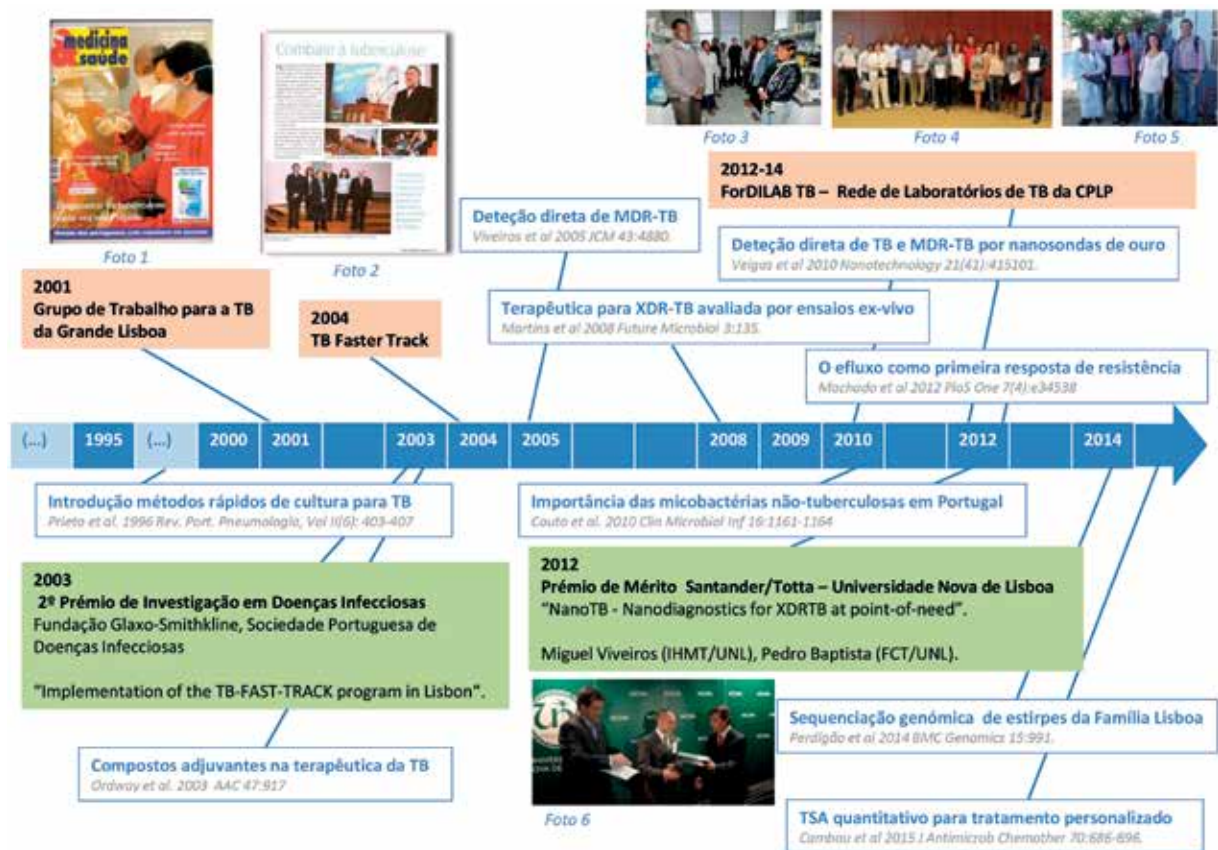 medicina
saúde
Combate à tuberculose
Foto 1
Foto 2
Foto 3
Foto 4
Foto 5
2012-14
ForDILAB TB – Rede de Laboratórios de TB da CPLP
Deteção direta de MDR-TB
Viveiros et al 2005 JCM 43:4880.
Deteção direta de TB e MDR-TB por nanosondas de ouro
Veigas et al 2010 Nanotechnology 21(41):415101.
2001
Grupo de Trabalho para a TB
da Grande Lisboa
2004
TB Faster Track
Terapêutica para XDR-TB avaliada por ensaios ex-vivo
Martins et al 2008 Future Microbiol 3:135.
O efluxo como primeira resposta de resistência
Machado et al 2012 PloS One 7(4):e34538
(...) 1995 (...) 2000 2001 2003 2004 2005 2008 2009 2010 2012 2014
Introdução métodos rápidos de cultura para TB
Prieto et al. 1996 Rev. Port. Pneumologia, Vol II(6): 403-407
Importância das micobactérias não-tuberculosas em Portugal
Couto et al. 2010 Clin Microbiol Inf 16:1161-1164
2003
2º Prémio de Investigação em Doenças Infecciosas
Fundação Glaxo-Smithkline, Sociedade Portuguesa de
Doenças Infecciosas
"Implementation of the TB-FAST-TRACK program in Lisbon".
2012
Prémio de Mérito Santander/Totta – Universidade Nova de Lisboa
"NanoTB - Nanodiagnostics for XDRTB at point-of-need".
Miguel Viveiros (IHMT/UNL), Pedro Baptista (FCT/UNL).
Compostos adjuvantes na terapêutica da TB
Ordway et al. 2003 AAC 47:917
Foto 6
Sequenciação genómica de estirpes da Família Lisboa
Perdigão et al 2014 BMC Genomics 15:991.
TSA quantitativo para tratamento personalizado
Cambau et al 2015 J Antimicrob Chemother 70:686-696.